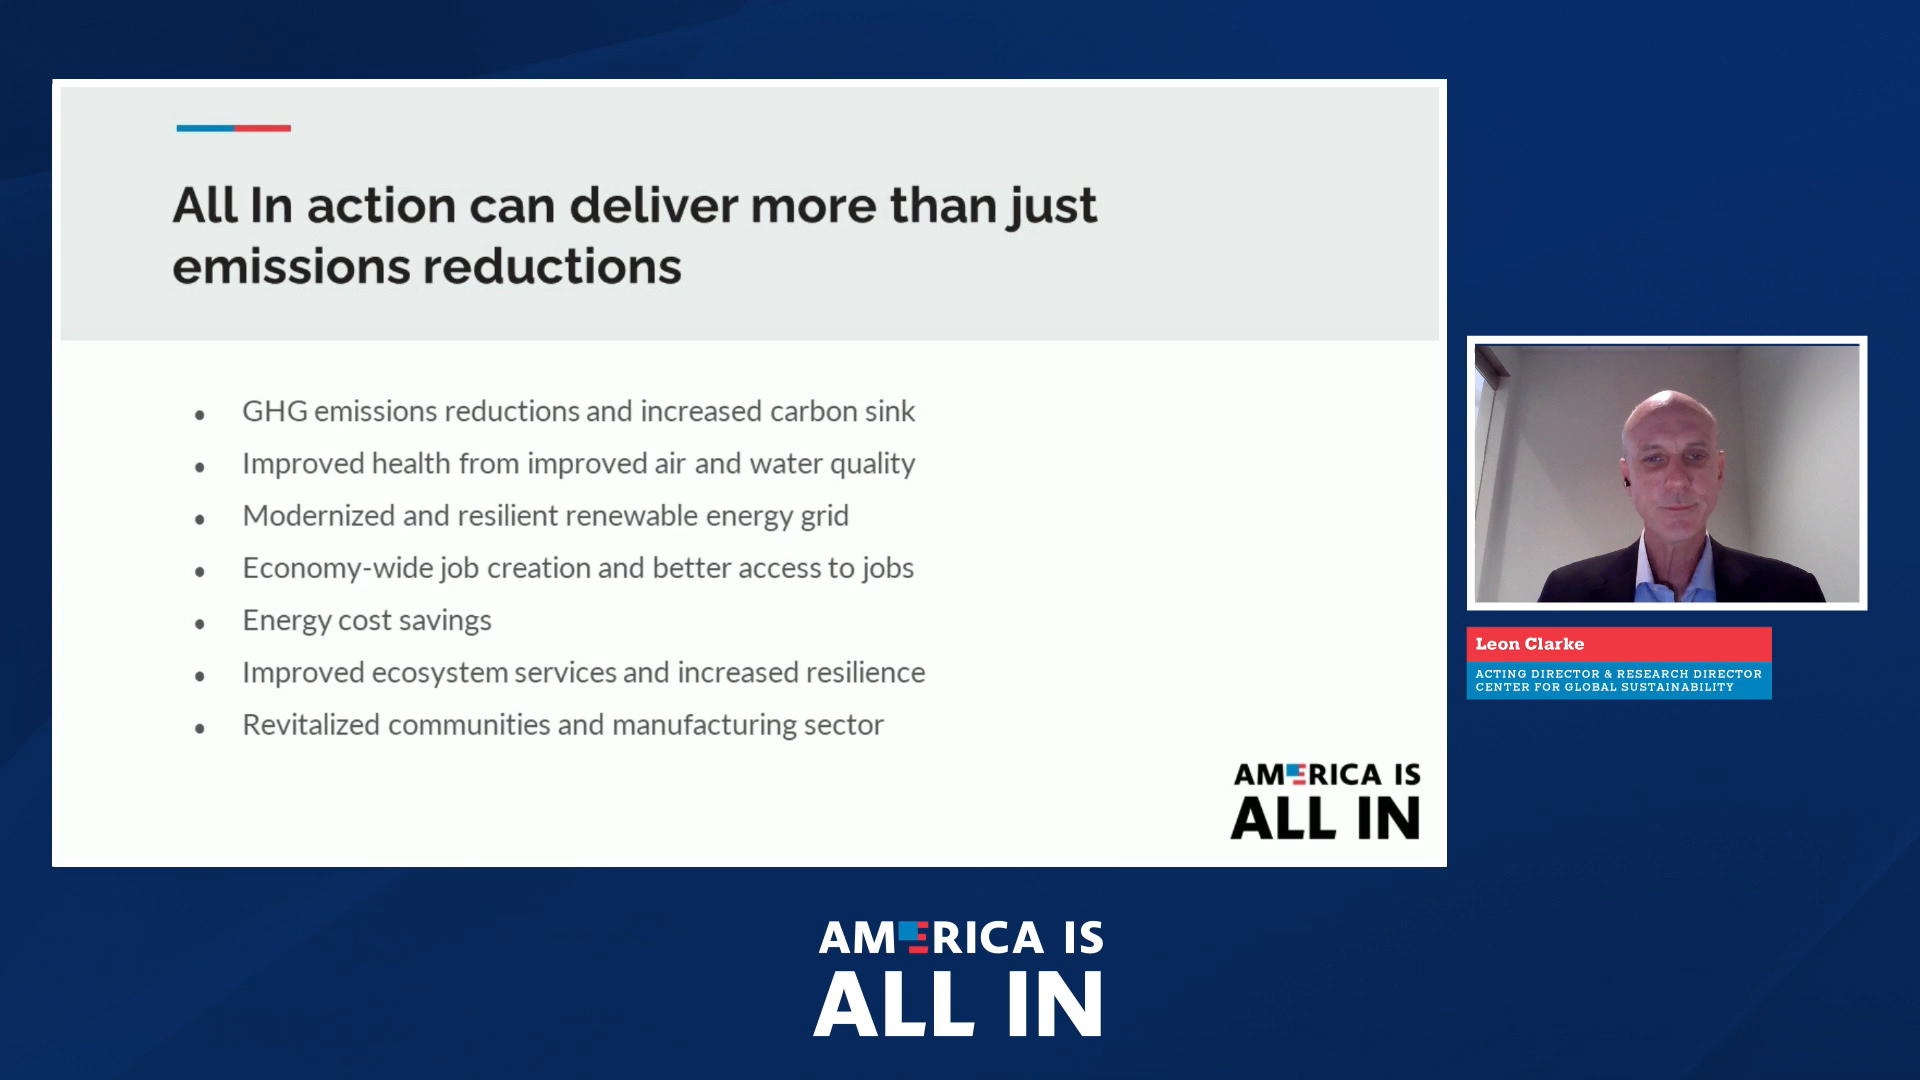 All In action can deliver more than just
emissions reductions
GHG emissions reductions and increased carbon sink
Improved health from improved air and water quality
Modernized and resilient renewable energy grid
Economy-wide job creation and better access to jobs
Energy cost savings
Improved ecosystem services and increased resilience
Revitalized communities and manufacturing sector
AMERICA IS
ALL IN
Leon Clarke
ACTING DIRECTOR & RESEARCH DIRECTOR
CENTER FOR GLOBAL SUSTAINABILITY
AMERICA IS
ALL IN